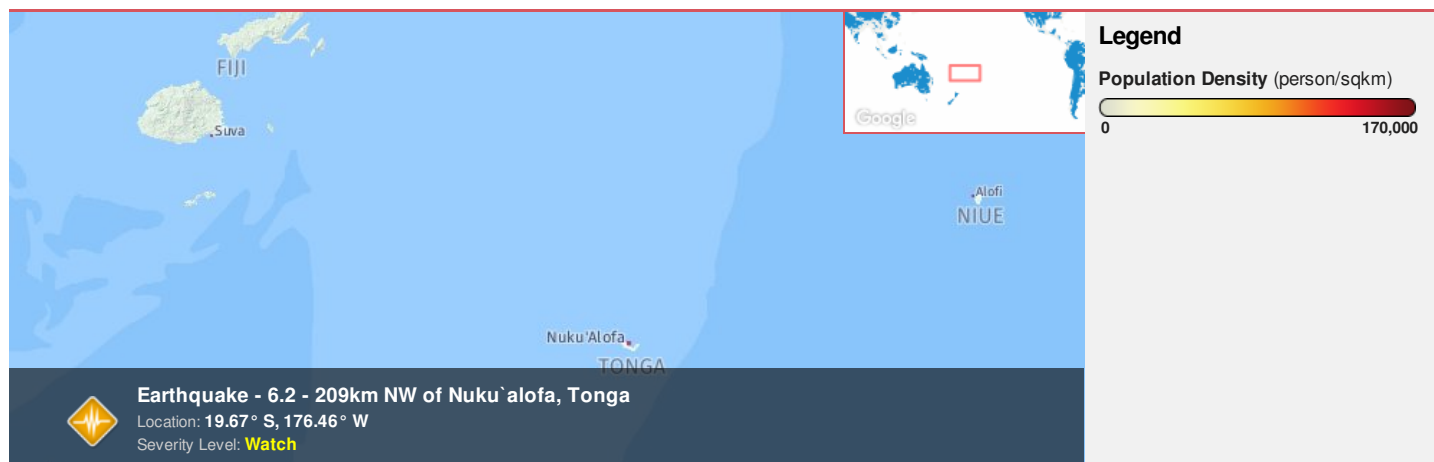 FIJI
Suva
Google
Alofi
NIUE
Nuku'Alofa
TONGA
Legend
Population Density (person/sqkm)
0 170,000
Earthquake - 6.2 - 209km NW of Nuku`alofa, Tonga
Location: 19.67° S, 176.46° W
Severity Level: Watch